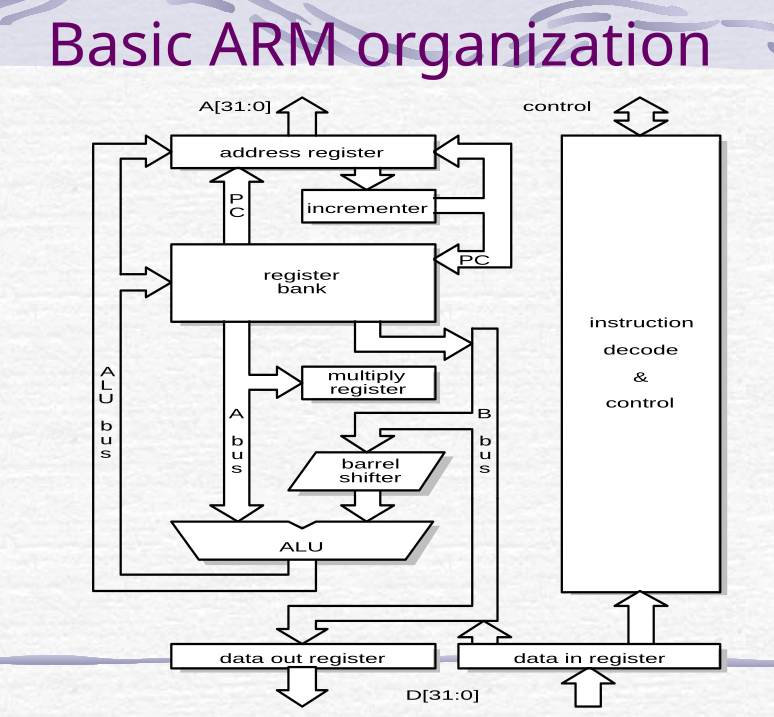 Basic ARM organization
A[31:0]
control
address register
P
C
incrementer
PC
register
bank
instruction
decode
&
control
multiply
register
A
L
U
b
u
s
A
b
u
s
B
b
u
s
barrel
shifter
ALU
data out register
data in register
D[31:0]